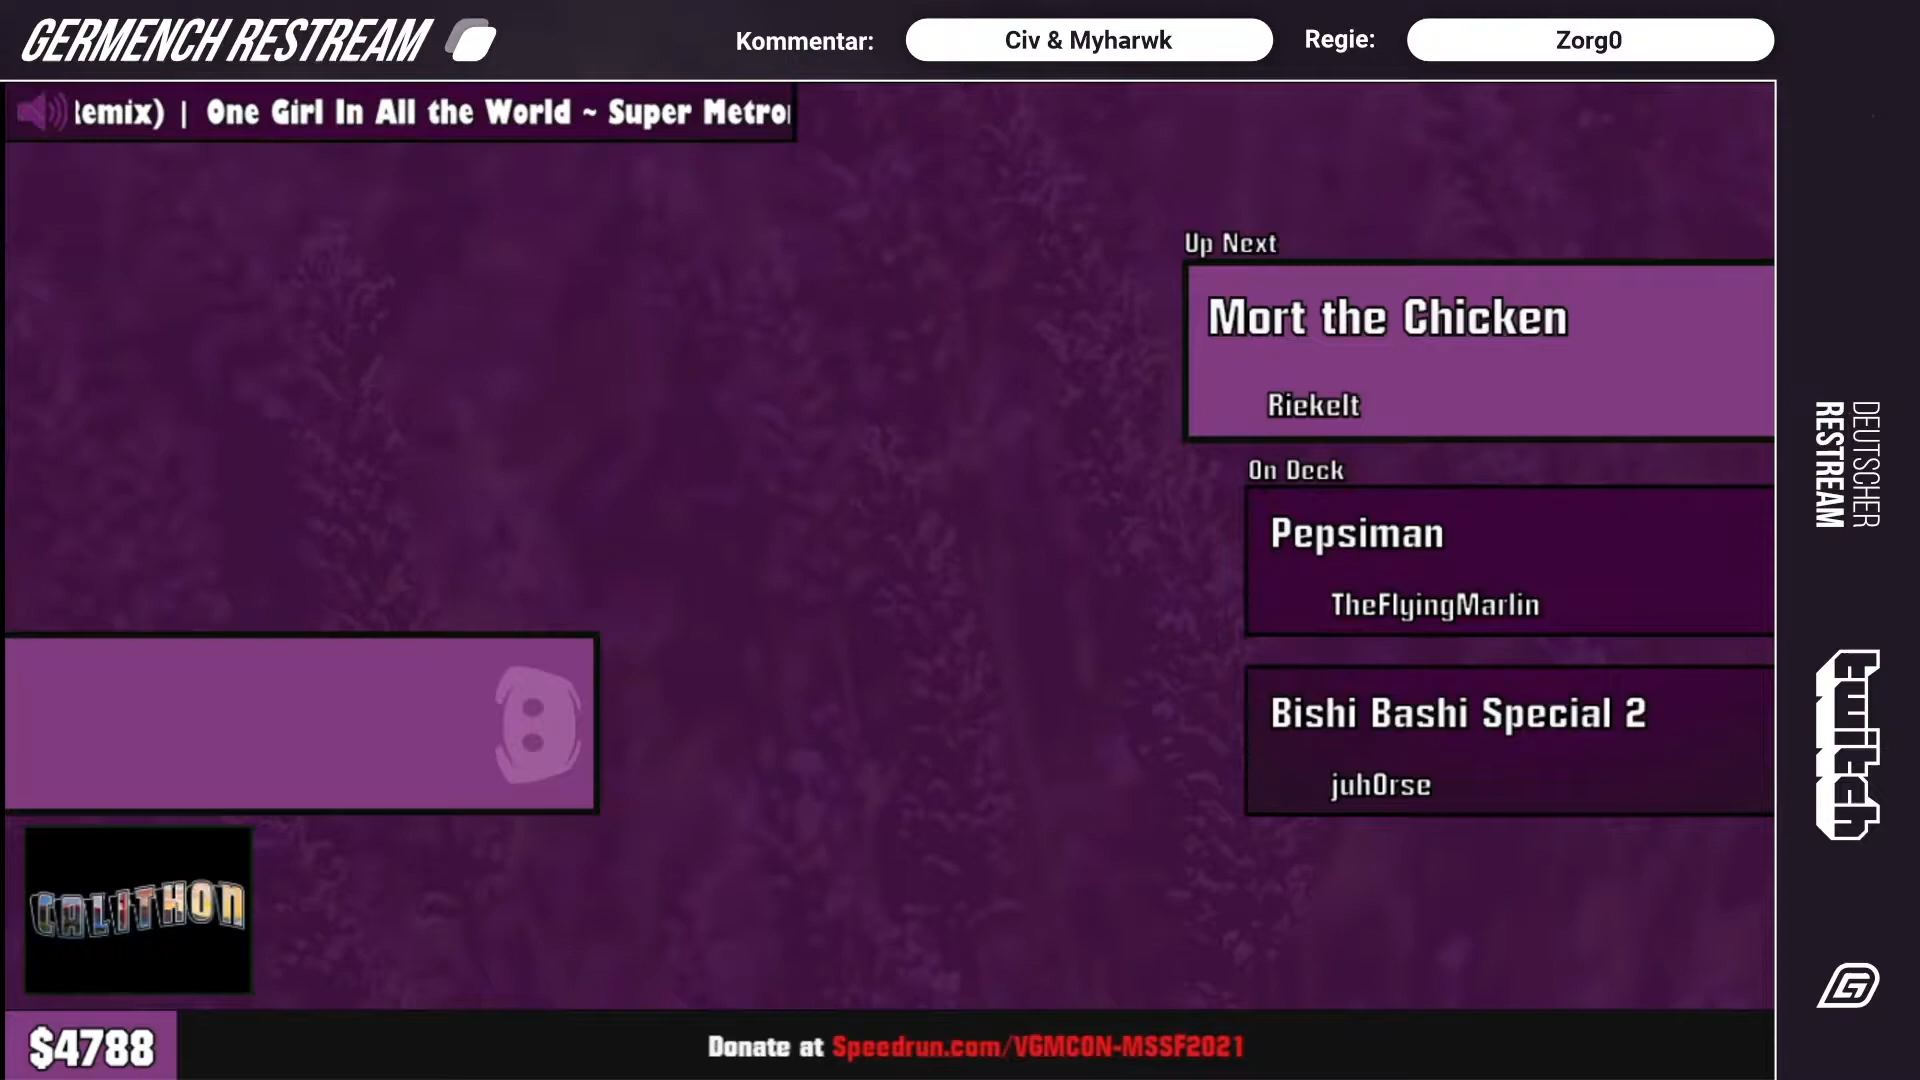 GERMENCH RESTREAM
Kommentar:
Civ & Myharwk
Regie:
Zorg0
Remix) | One Girl In All the World ~ Super Metro
Up Next
Mort the Chicken
Riekelt
On Deck
Pepsiman
TheFlyingMarlin
Bishi Bashi Special 2
juh0rse
CALITHON
$4788
Donate at Speedrun.com/VGMCON-MSSF2021
DEUTSCHER
RESTREAM
twitch
G